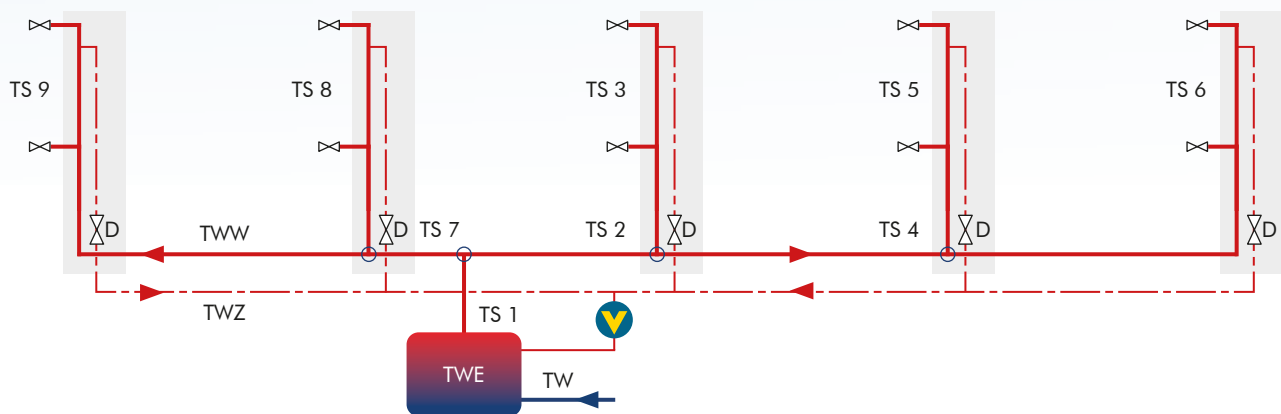 TS 9
TS 8
TS 3
TS 5
TS 6
D
D
D
D
D
TWW
TS 7
TS 2
TS 4
TWZ
TS 1
TWE
TW